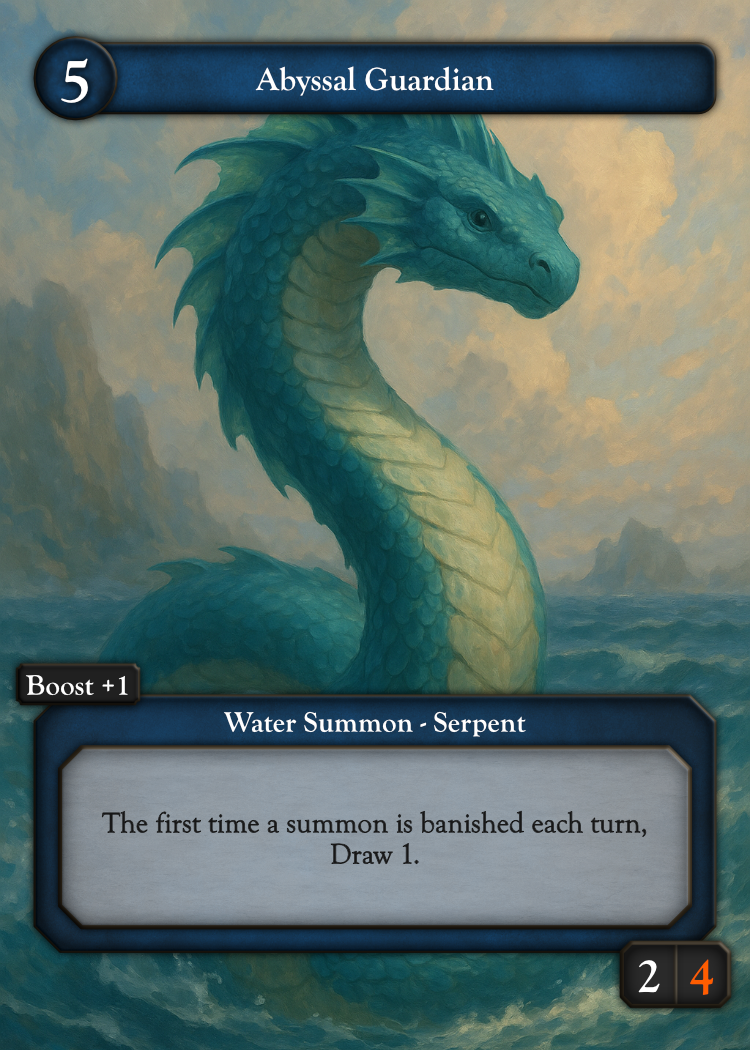 5
Abyssal Guardian
Boost +1
Water Summon - Serpent
The first time a summon is banished each turn,
Draw 1.
2 4